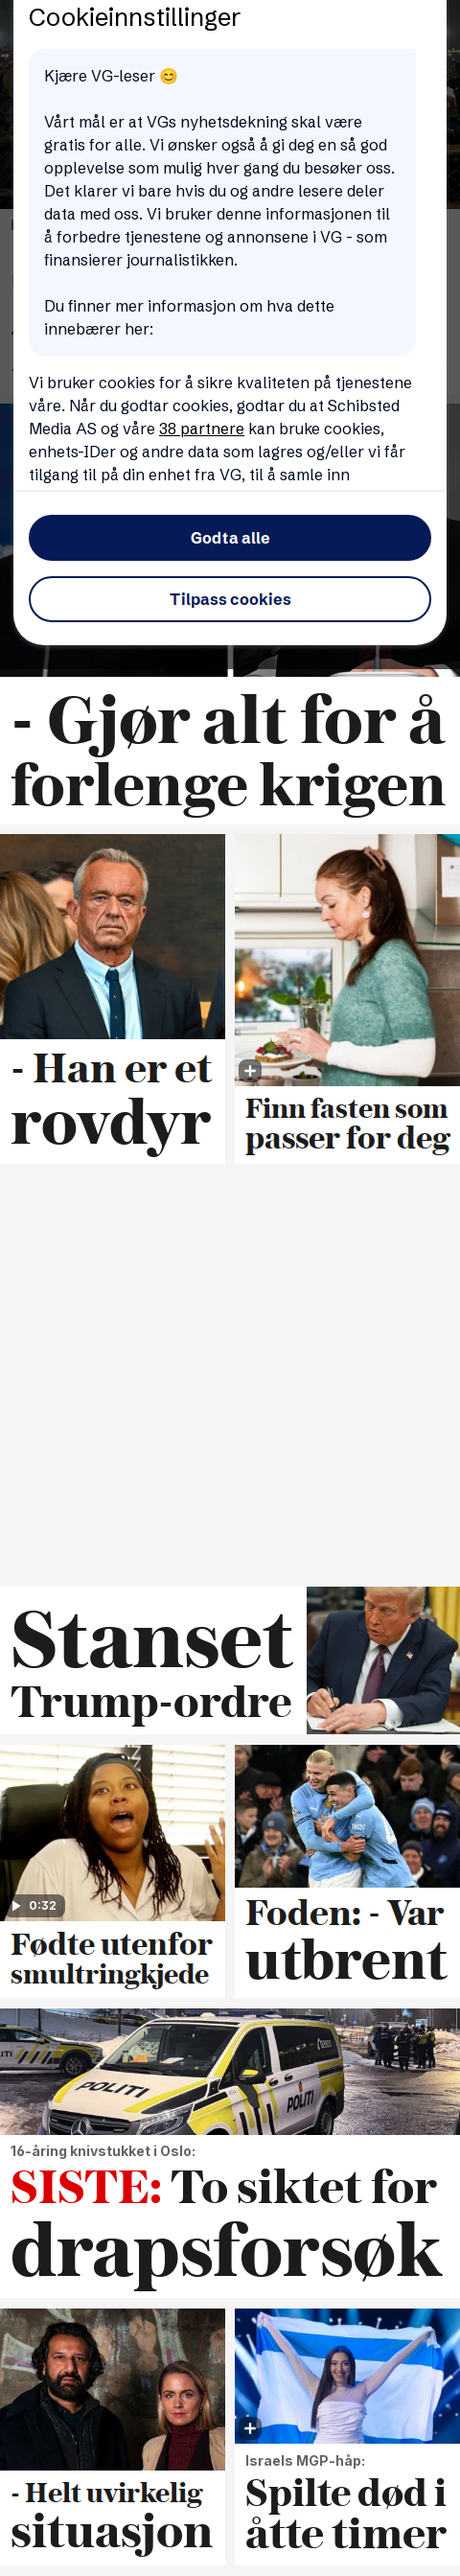 Cookieinnstillinger
Kjære VG-leser 😊
Vårt mål er at VGs nyhetsdekning skal være
gratis for alle. Vi ønsker også å gi deg en så god
opplevelse som mulig hver gang du besøker oss.
Det klarer vi bare hvis du og andre lesere deler
data med oss. Vi bruker denne informasjonen til
å forbedre tjenestene og annonsene i VG - som
finansierer journalistikken.
Du finner mer informasjon om hva dette
innebærer her:
Vi bruker cookies for å sikre kvaliteten på tjenestene
våre. Når du godtar cookies, godtar du at Schibsted
Media AS og våre 38 partnere kan bruke cookies,
enhets-IDer og andre data som lagres og/eller vi får
tilgang til på din enhet fra VG, til å samle inn
Godta alle
Tilpass cookies
- Gjør alt for å
forlenge krigen
- Han er et
rovdyr
Finn fasten som
passer for deg
Stanset
Trump-ordre
0:32
Fødte utenfor
smultringkjede
Foden: - Var
utbrent
POLITI
POLITI
16-åring knivstukket i Oslo:
SISTE: To siktet for
drapsforsøk
- Helt uvirkelig
situasjon
Israels MGP-håp:
Spilte død i
åtte timer